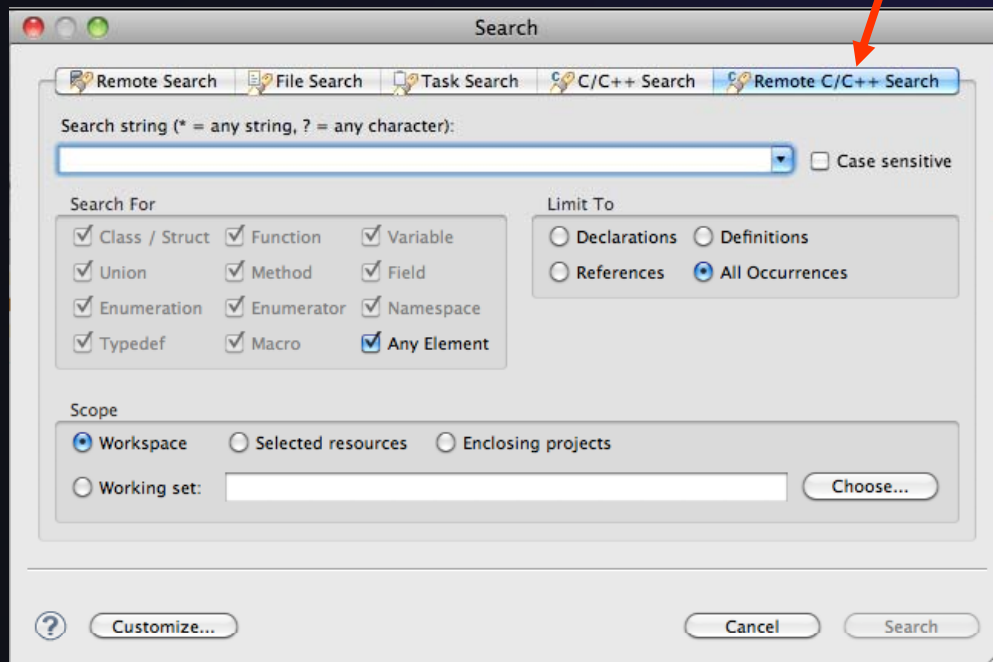 Search
Remote Search File Search Task Search C/C++ Search Remote C/C++ Search
Search string (* = any string, ? = any character):
Case sensitive
Search For
Class / Struct Function Variable
Union Method Field
Enumeration Enumerator Namespace
Typedef Macro Any Element
Limit To
Declarations Definitions
References All Occurrences
Scope
Workspace Selected resources Enclosing projects
Working set: Choose...
? Customize... Cancel Search